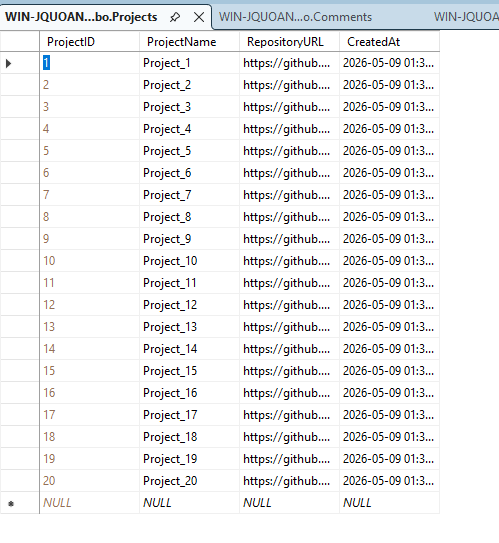 WIN-JQUOAN...bo.Projects WIN-JQUOAN...o.Comments WIN-JQUOA
ProjectID ProjectName RepositoryURL CreatedAt
1 Project_1 https://github.... 2026-05-09 01:3...
2 Project_2 https://github.... 2026-05-09 01:3...
3 Project_3 https://github.... 2026-05-09 01:3...
4 Project_4 https://github.... 2026-05-09 01:3...
5 Project_5 https://github.... 2026-05-09 01:3...
6 Project_6 https://github.... 2026-05-09 01:3...
7 Project_7 https://github.... 2026-05-09 01:3...
8 Project_8 https://github.... 2026-05-09 01:3...
9 Project_9 https://github.... 2026-05-09 01:3...
10 Project_10 https://github.... 2026-05-09 01:3...
11 Project_11 https://github.... 2026-05-09 01:3...
12 Project_12 https://github.... 2026-05-09 01:3...
13 Project_13 https://github.... 2026-05-09 01:3...
14 Project_14 https://github.... 2026-05-09 01:3...
15 Project_15 https://github.... 2026-05-09 01:3...
16 Project_16 https://github.... 2026-05-09 01:3...
17 Project_17 https://github.... 2026-05-09 01:3...
18 Project_18 https://github.... 2026-05-09 01:3...
19 Project_19 https://github.... 2026-05-09 01:3...
20 Project_20 https://github.... 2026-05-09 01:3...
NULL NULL NULL NULL